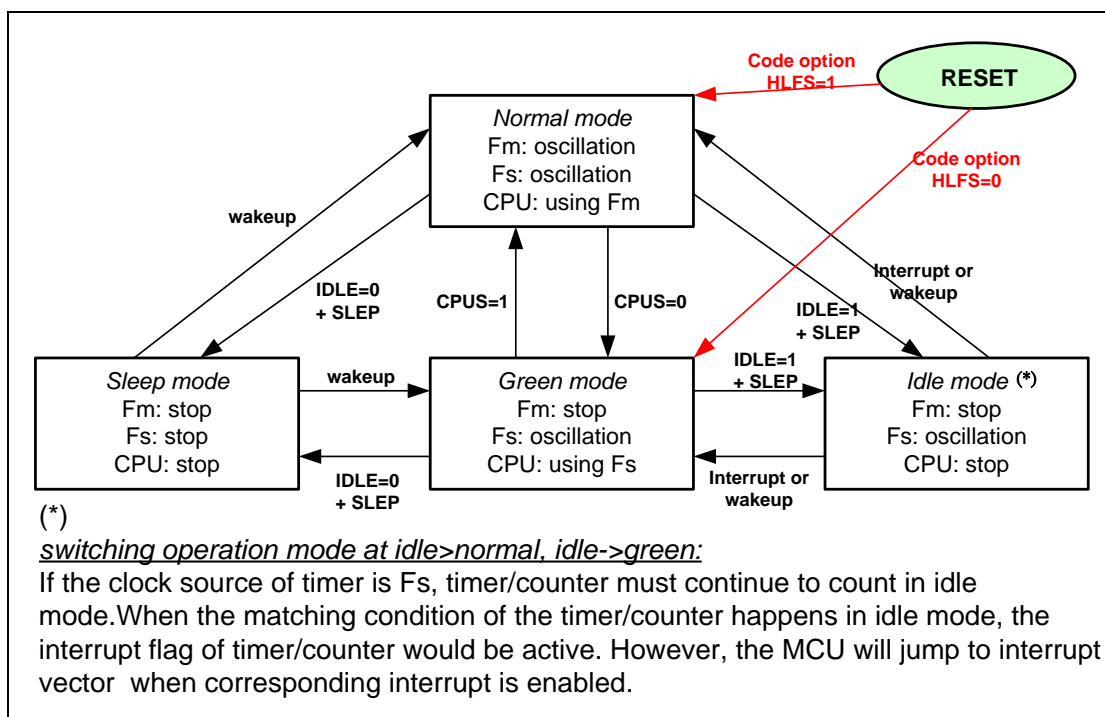 Code option
HLFS=1
RESET
Normal mode
Fm: oscillation
Fs: oscillation
CPU: using Fm
Code option
HLFS=0
wakeup
IDLE=0
+ SLEP
CPUS=1
CPUS=0
Interrupt or
wakeup
IDLE=1
+ SLEP
Sleep mode
Fm: stop
Fs: stop
CPU: stop
wakeup
IDLE=0
+ SLEP
Green mode
Fm: stop
Fs: oscillation
CPU: using Fs
IDLE=1
+ SLEP
Interrupt or
wakeup
Idle mode (*)
Fm: stop
Fs: oscillation
CPU: stop
(*)
switching operation mode at idle>normal, idle->green:
If the clock source of timer is Fs, timer/counter must continue to count in idle
mode.When the matching condition of the timer/counter happens in idle mode, the
interrupt flag of timer/counter would be active. However, the MCU will jump to interrupt
vector when corresponding interrupt is enabled.